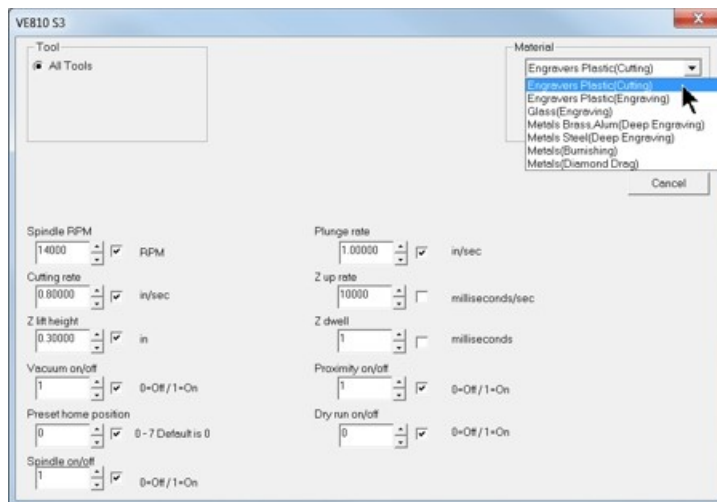 VE810 S3
Tool
All Tools
Material
Engravers Plastic(Cutting)
Engravers Plastic(Cutting)
Engravers Plastic(Engraving)
Glass(Engraving)
Metals Brass,Alum(Deep Engraving)
Metals Steel(Deep Engraving)
Metals(Burnishing)
Metals(Diamond Drag)
Cancel
Spindle RPM
14000 RPM
Plunge rate
1.00000 in/sec
Cutting rate
0.80000 in/sec
Z up rate
10000 milliseconds/sec
Z lift height
0.30000 in
Z dwell
1 milliseconds
Vacuum on/off
1 0=Off/1=On
Proximity on/off
1 0=Off/1=On
Preset home position
0 0 - 7 Default is 0
Dry run on/off
0 0=Off/1=On
Spindle on/off
1 0=Off/1=On